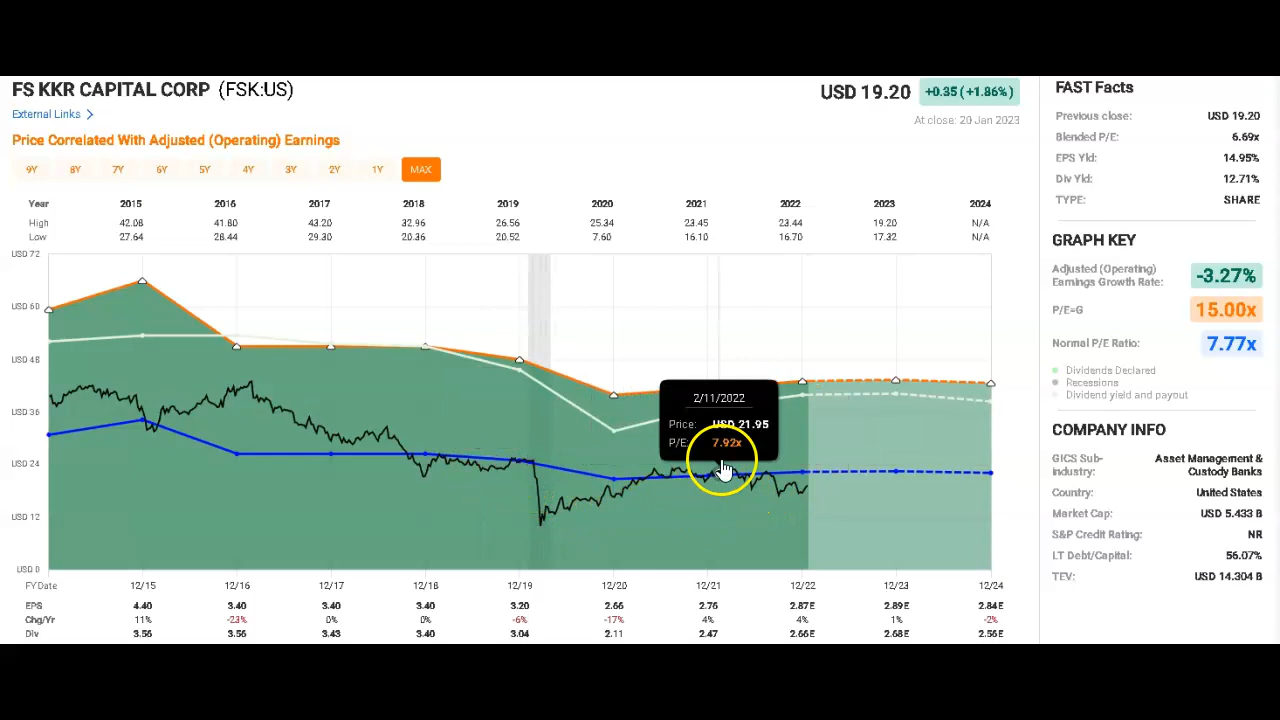 FS KKR CAPITAL CORP (FSK:US)
USD 19.20 +0.35 (+1.86%)
External Links
At close: 20 Jan 2023
Price Correlated With Adjusted (Operating) Earnings
9Y 8Y 7Y 6Y 5Y 4Y 3Y 2Y 1Y MAX
Year 2015 2016 2017 2018 2019 2020 2021 2022 2023 2024
High 42.08 41.80 43.20 32.96 26.56 25.34 23.45 23.44 19.20 N/A
Low 27.64 28.44 29.30 20.36 20.52 7.60 16.10 16.70 17.32 N/A
USD 72
USD 60
USD 48
USD 36
USD 24
USD 12
USD 0
2/11/2022
Price: USD 21.95
P/E: 7.92x
FY Date 12/15 12/16 12/17 12/18 12/19 12/20 12/21 12/22 12/23 12/24
EPS 4.40 3.40 3.40 3.40 3.20 2.66 2.76 2.87E 2.89E 2.84E
Chg/Yr 11% -23% 0% 0% -6% -17% 4% 4% 1% -2%
Div 3.56 3.56 3.43 3.40 3.04 2.11 2.47 2.66E 2.68E 2.56E
FAST Facts
Previous close: USD 19.20
Blended P/E: 6.69x
EPS Yld: 14.95%
Div Yld: 12.71%
TYPE: SHARE
GRAPH KEY
Adjusted (Operating)
Earnings Growth Rate: -3.27%
P/E=G 15.00x
Normal P/E Ratio: 7.77x
Dividends Declared
Recessions
Dividend yield and payout
COMPANY INFO
GICS Sub-
industry: Asset Management &
Custody Banks
Country: United States
Market Cap: USD 5.433 B
S&P Credit Rating: NR
LT Debt/Capital: 56.07%
TEV: USD 14.304 B